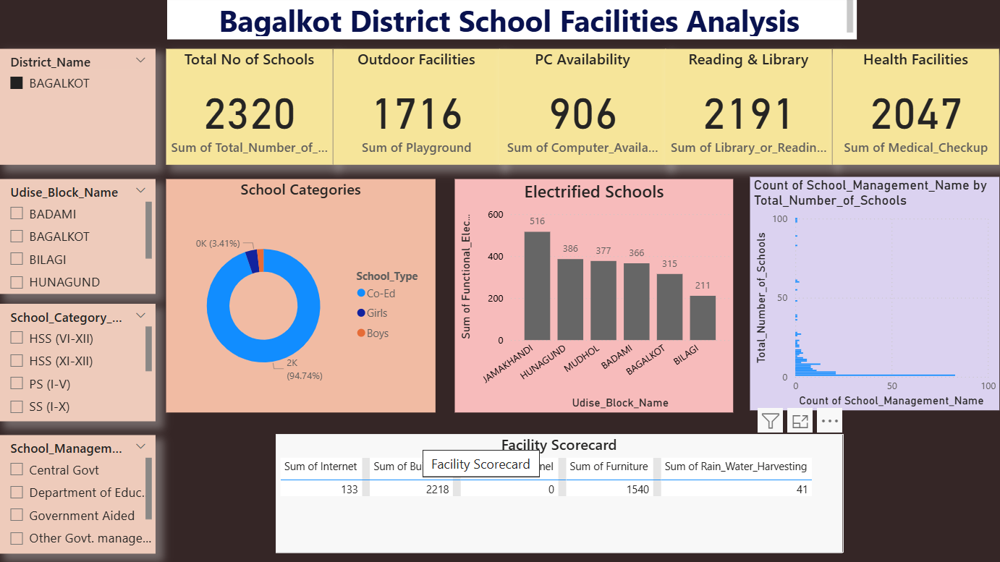 Bagalkot District School Facilities Analysis
District_Name
BAGALKOT
Total No of Schools
2320
Sum of Total_Number_of_...
Outdoor Facilities
1716
Sum of Playground
PC Availability
906
Sum of Computer_Availa...
Reading & Library
2191
Sum of Library_or_Readin...
Health Facilities
2047
Sum of Medical_Checkup
Udise_Block_Name
BADAMI
BAGALKOT
BILAGI
HUNAGUND
School_Category_...
HSS (VI-XII)
HSS (XI-XII)
PS (I-V)
SS (I-X)
School_Managem...
Central Govt
Department of Educ...
Government Aided
Other Govt. manage...
School Categories
0K (3.41%)
2K
(94.74%)
School_Type
Co-Ed
Girls
Boys
Electrified Schools
Sum of Functional_Elec...
600
400
200
0
516
386
377
366
315
211
JAMAKHANDI
HUNAGUND
MUDHOL
BADAMI
BAGALKOT
BILAGI
Udise_Block_Name
Count of School_Management_Name by
Total_Number_of_Schools
Total_Number_of_Schools
100
50
0
0
50
100
Count of School_Management_Name
Facility Scorecard
Facility Scorecard
Sum of Internet
Sum of Bu
nel
Sum of Furniture
Sum of Rain_Water_Harvesting
133
2218
0
1540
41